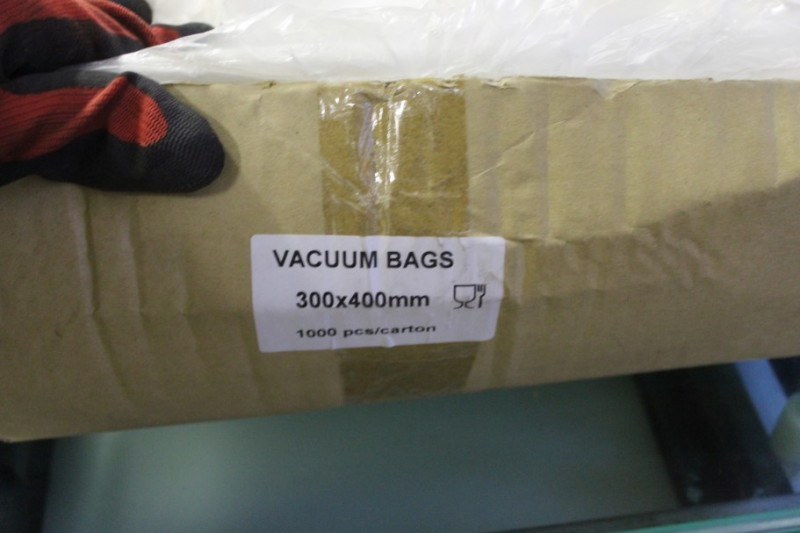 VACUUM BAGS
300x400mm
1000 pcs/carton